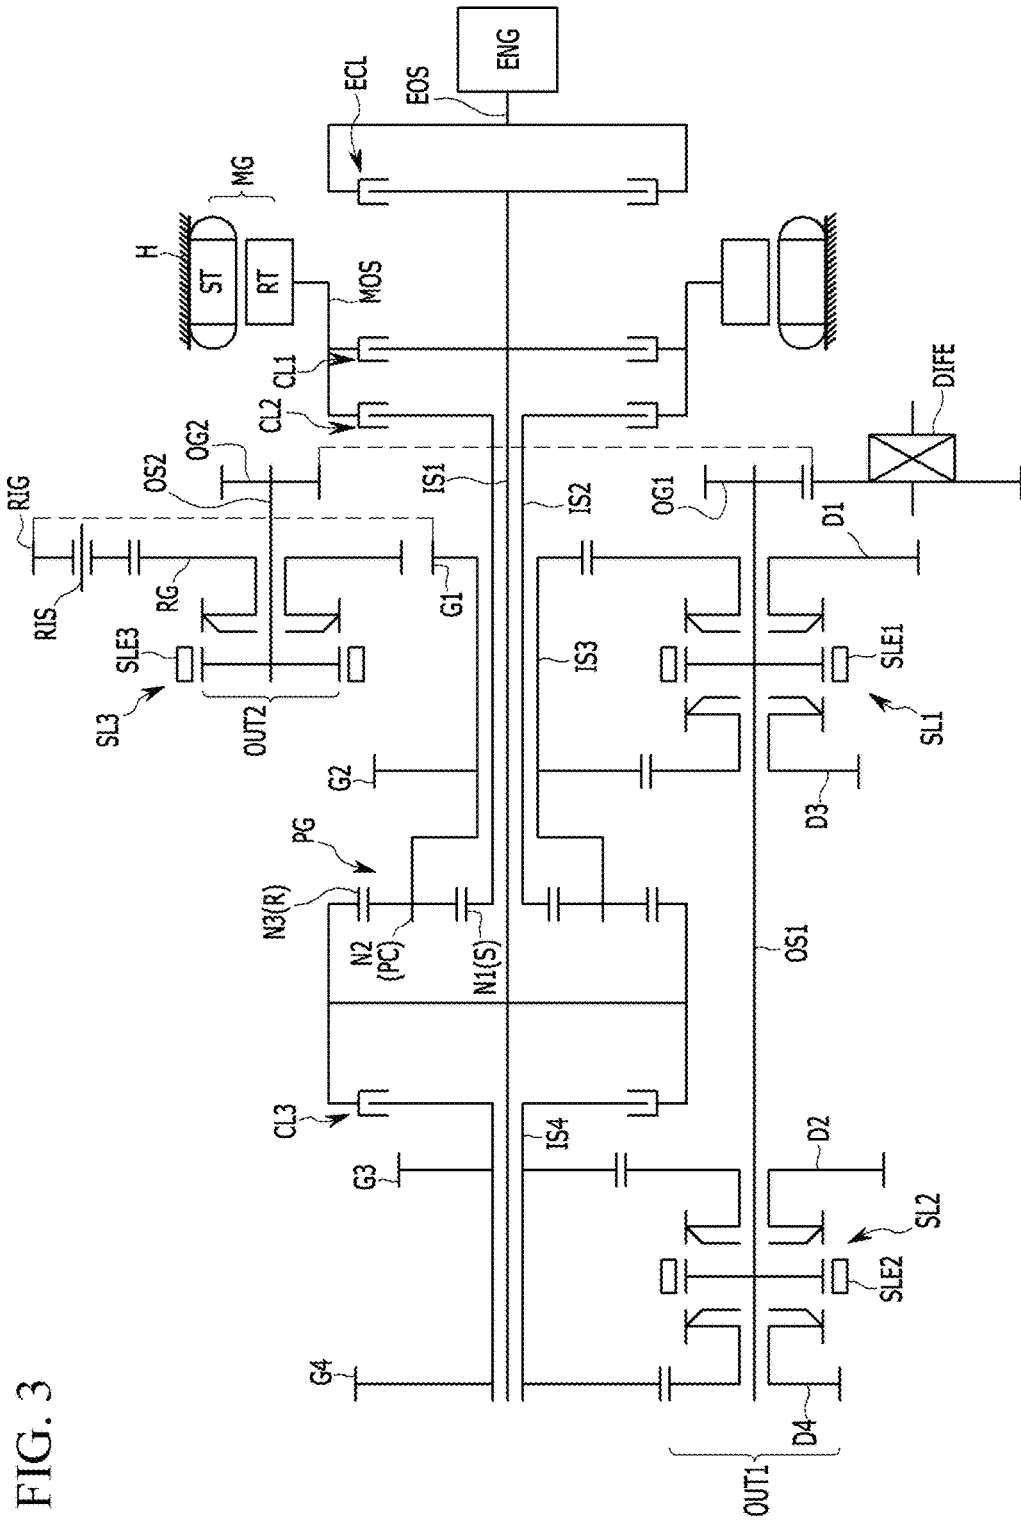 FIG. 3
ENG
EOS
ECL
MG
H
ST
RT
MOS
CL1
CL2
OG2
OS2
RIG
RIS
RG
SLE3
SL3
OUT2
G1
IS1
IS2
OG1
D1
DIFE
IS3
SLE1
SL1
D3
G2
PG
N3(R)
N2
(PC)
N1(S)
OS1
CL3
IS4
G3
D2
SL2
SLE2
G4
D4
OUT1